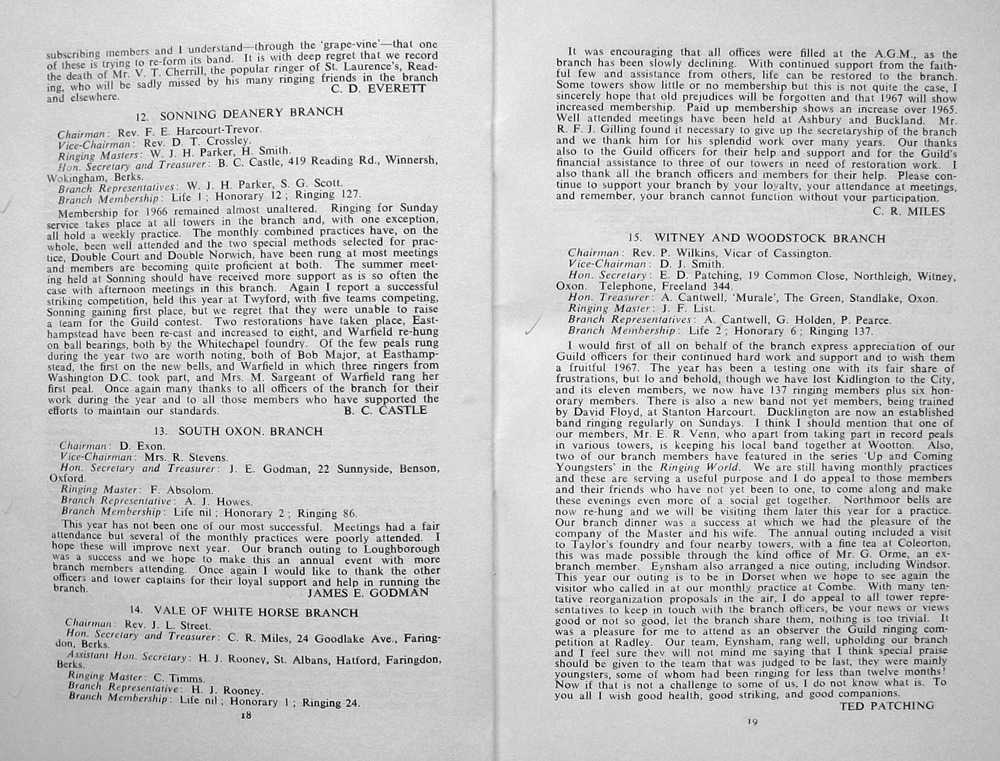 subscribing members and I understand—through the 'grape-vine'—that one
of these is trying to re-form its band. It is with deep regret that we record
the death of Mr. V. T. Cherrill, the popular ringer of St. Laurence's, Read-
ing, who will be sadly missed by his many ringing friends in the branch
and elsewhere. C. D. EVERETT
12. SONNING DEANERY BRANCH
Chairman: Rev. F. E. Harcourt-Trevor.
Vice-Chairman: Rev. D. T. Crossley.
Ringing Masters: W. J. H. Parker, H. Smith.
Hon. Secretary and Treasurer: B. C. Castle, 419 Reading Rd., Winnersh,
Wokingham, Berks.
Branch Representatives: W. J. H. Parker, S. G. Scott.
Branch Membership: Life 1; Honorary 12; Ringing 127.
Membership for 1966 remained almost unaltered. Ringing for Sunday
service takes place at all towers in the branch and, with one exception,
all hold a weekly practice. The monthly combined practices have, on the
whole, been well attended and the two special methods selected for prac-
tice, Double Court and Double Norwich, have been rung at most meetings
and members are becoming quite proficient at both. The summer meet-
ing held at Sonning should have received more support as is so often the
case with afternoon meetings in this branch. Again I report a successful
striking competition, held this year at Twyford, with five teams competing,
Sonning gaining first place, but we regret that they were unable to raise
a team for the Guild contest. Two restorations have taken place, East-
hampstead have been re-cast and increased to eight, and Warfield re-hung
on ball bearings, both by the Whitechapel foundry. Of the few peals rung
during the year two are worth noting, both of Bob Major, at Easthamp-
stead, the first on the new bells, and Warfield in which three ringers from
Washington D.C. took part, and Mrs. M. Sargeant of Warfield rang her
first peal. Once again many thanks to all officers of the branch for their
work during the year and to all those members who have supported the
efforts to maintain our standards. B. C. CASTLE
13. SOUTH OXON. BRANCH
Chairman: D. Exon.
Vice-Chairman: Mrs. R. Stevens.
Hon. Secretary and Treasurer: J. E. Godman, 22 Sunnyside, Benson,
Oxford.
Ringing Master: F. Absolom.
Branch Representative: A. J. Howes.
Branch Membership: Life nil; Honorary 2; Ringing 86.
This year has not been one of our most successful. Meetings had a fair
attendance but several of the monthly practices were poorly attended. I
hope these will improve next year. Our branch outing to Loughborough
was a success and we hope to make this an annual event with more
branch members attending. Once again I would like to thank the other
officers and tower captains for their loyal support and help in running the
branch. JAMES E. GODMAN
14. VALE OF WHITE HORSE BRANCH
Chairman: Rev. J. L. Street.
Hon. Secretary and Treasurer: C. R. Miles, 24 Goodlake Ave., Faring-
don, Berks.
Assistant Hon. Secretary: H. J. Rooney, St. Albans, Hatford, Faringdon,
Berks.
Ringing Master: C. Timms.
Branch Representative: H. J. Rooney.
Branch Membership: Life nil; Honorary 1; Ringing 24.
18
It was encouraging that all offices were filled at the A.G.M., as the
branch has been slowly declining. With continued support from the faith-
ful few and assistance from others, life can be restored to the branch.
Some towers show little or no membership but this is not quite the case, I
sincerely hope that old prejudices will be forgotten and that 1967 will show
increased membership. Paid up membership shows an increase over 1965.
Well attended meetings have been held at Ashbury and Buckland. Mr.
R. F. J. Gilling found it necessary to give up the secretaryship of the branch
and we thank him for his splendid work over many years. Our thanks
also to the Guild officers for their help and support and for the Guild's
financial assistance to three of our towers in need of restoration work. I
also thank all the branch officers and members for their help. Please con-
tinue to support your branch by your loyalty, your attendance at meetings,
and remember, your branch cannot function without your participation.
C. R. MILES
15. WITNEY AND WOODSTOCK BRANCH
Chairman: Rev. P. Wilkins, Vicar of Cassington.
Vice-Chairman: D. J. Smith.
Hon. Secretary: E. D. Patching, 19 Common Close, Northleigh, Witney,
Oxon. Telephone, Freeland 344.
Hon. Treasurer: A. Cantwell, 'Murale', The Green, Standlake, Oxon.
Ringing Master: J. F. List.
Branch Representatives: A. Cantwell, G. Holden, P. Pearce.
Branch Membership: Life 2; Honorary 6; Ringing 137.
I would first of all on behalf of the branch express appreciation of our
Guild officers for their continued hard work and support and to wish them
a fruitful 1967. The year has been a testing one with its fair share of
frustrations, but lo and behold, though we have lost Kidlington to the City,
and its eleven members, we now have 137 ringing members plus six hon-
orary members. There is also a new band not yet members, being trained
by David Floyd, at Stanton Harcourt. Ducklington are now an established
band ringing regularly on Sundays. I think I should mention that one of
our members, Mr. E. R. Venn, who apart from taking part in record peals
in various towers, is keeping his local band together at Wootton. Also,
two of our branch members have featured in the series 'Up and Coming
Youngsters' in the Ringing World. We are still having monthly practices
and these are serving a useful purpose and I do appeal to those members
and their friends who have not yet been to one, to come along and make
these evenings even more of a social get together. Northmoor bells are
now re-hung and we will be visiting them later this year for a practice.
Our branch dinner was a success at which we had the pleasure of the
company of the Master and his wife. The annual outing included a visit
to Taylor's foundry and four nearby towers, with a fine tea at Coleorton,
this was made possible through the kind office of Mr. G. Orme, an ex-
branch member. Eynsham also arranged a nice outing, including Windsor.
This year our outing is to be in Dorset when we hope to see again the
visitor who called in at our monthly practice at Combe. With many ten-
tative reorganization proposals in the air, I do appeal to all tower repre-
sentatives to keep in touch with the branch officers, be your news or views
good or not so good, let the branch share them, nothing is too trivial. It
was a pleasure for me to attend as an observer the Guild ringing com-
petition at Radley. Our team, Eynsham, rang well, upholding our branch
and I feel sure they will not mind me saying that I think special praise
should be given to the team that was judged to be last, they were mainly
youngsters, some of whom had been ringing for less than twelve months!
Now if that is not a challenge to some of us, I do not know what is. To
you all I wish good health, good striking, and good companions.
TED PATCHING
19